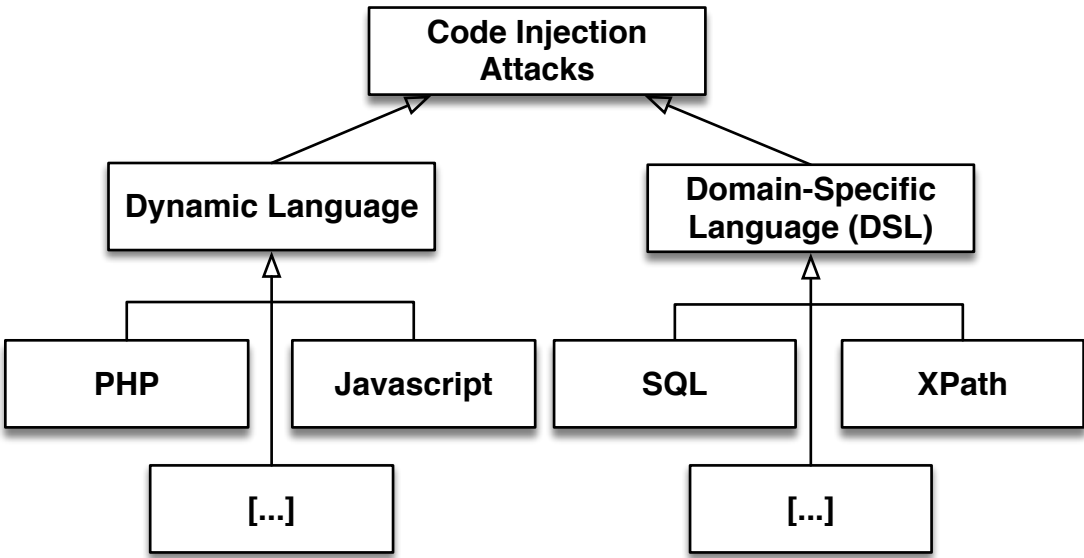 Code Injection
Attacks
Dynamic Language
Domain-Specific
Language (DSL)
PHP
Javascript
SQL
XPath
[...]
[...]